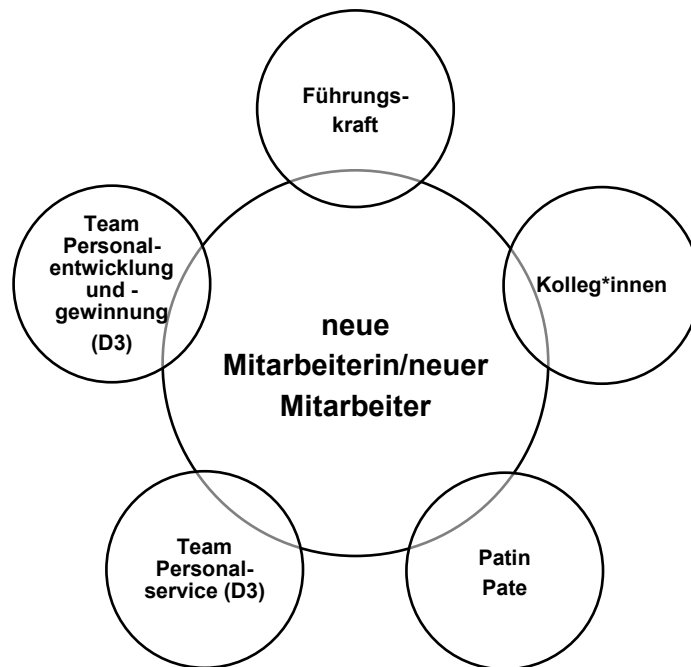 Führungs-
kraft
Team
Personal-
entwicklung
und -
gewinnung
(D3)
Kolleg*innen
neue
Mitarbeiterin/neuer
Mitarbeiter
Team
Personal-
service (D3)
Patin
Pate